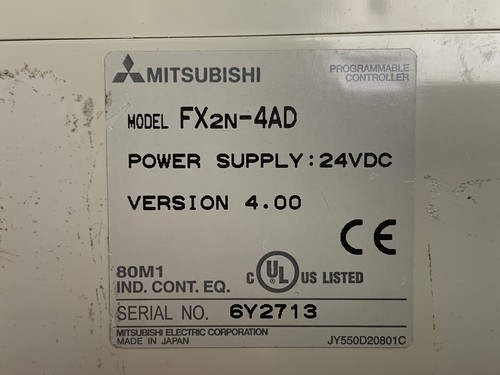 MITSUBISHI
PROGRAMMABLE
CONTROLLER
MODEL FX2N-4AD
POWER SUPPLY:24VDC
VERSION 4.00
CE
80M1
IND. CONT. EQ.
C UL US LISTED
SERIAL NO. 6Y2713
MITSUBISHI ELECTRIC CORPORATION
MADE IN JAPAN
JY550D20801C